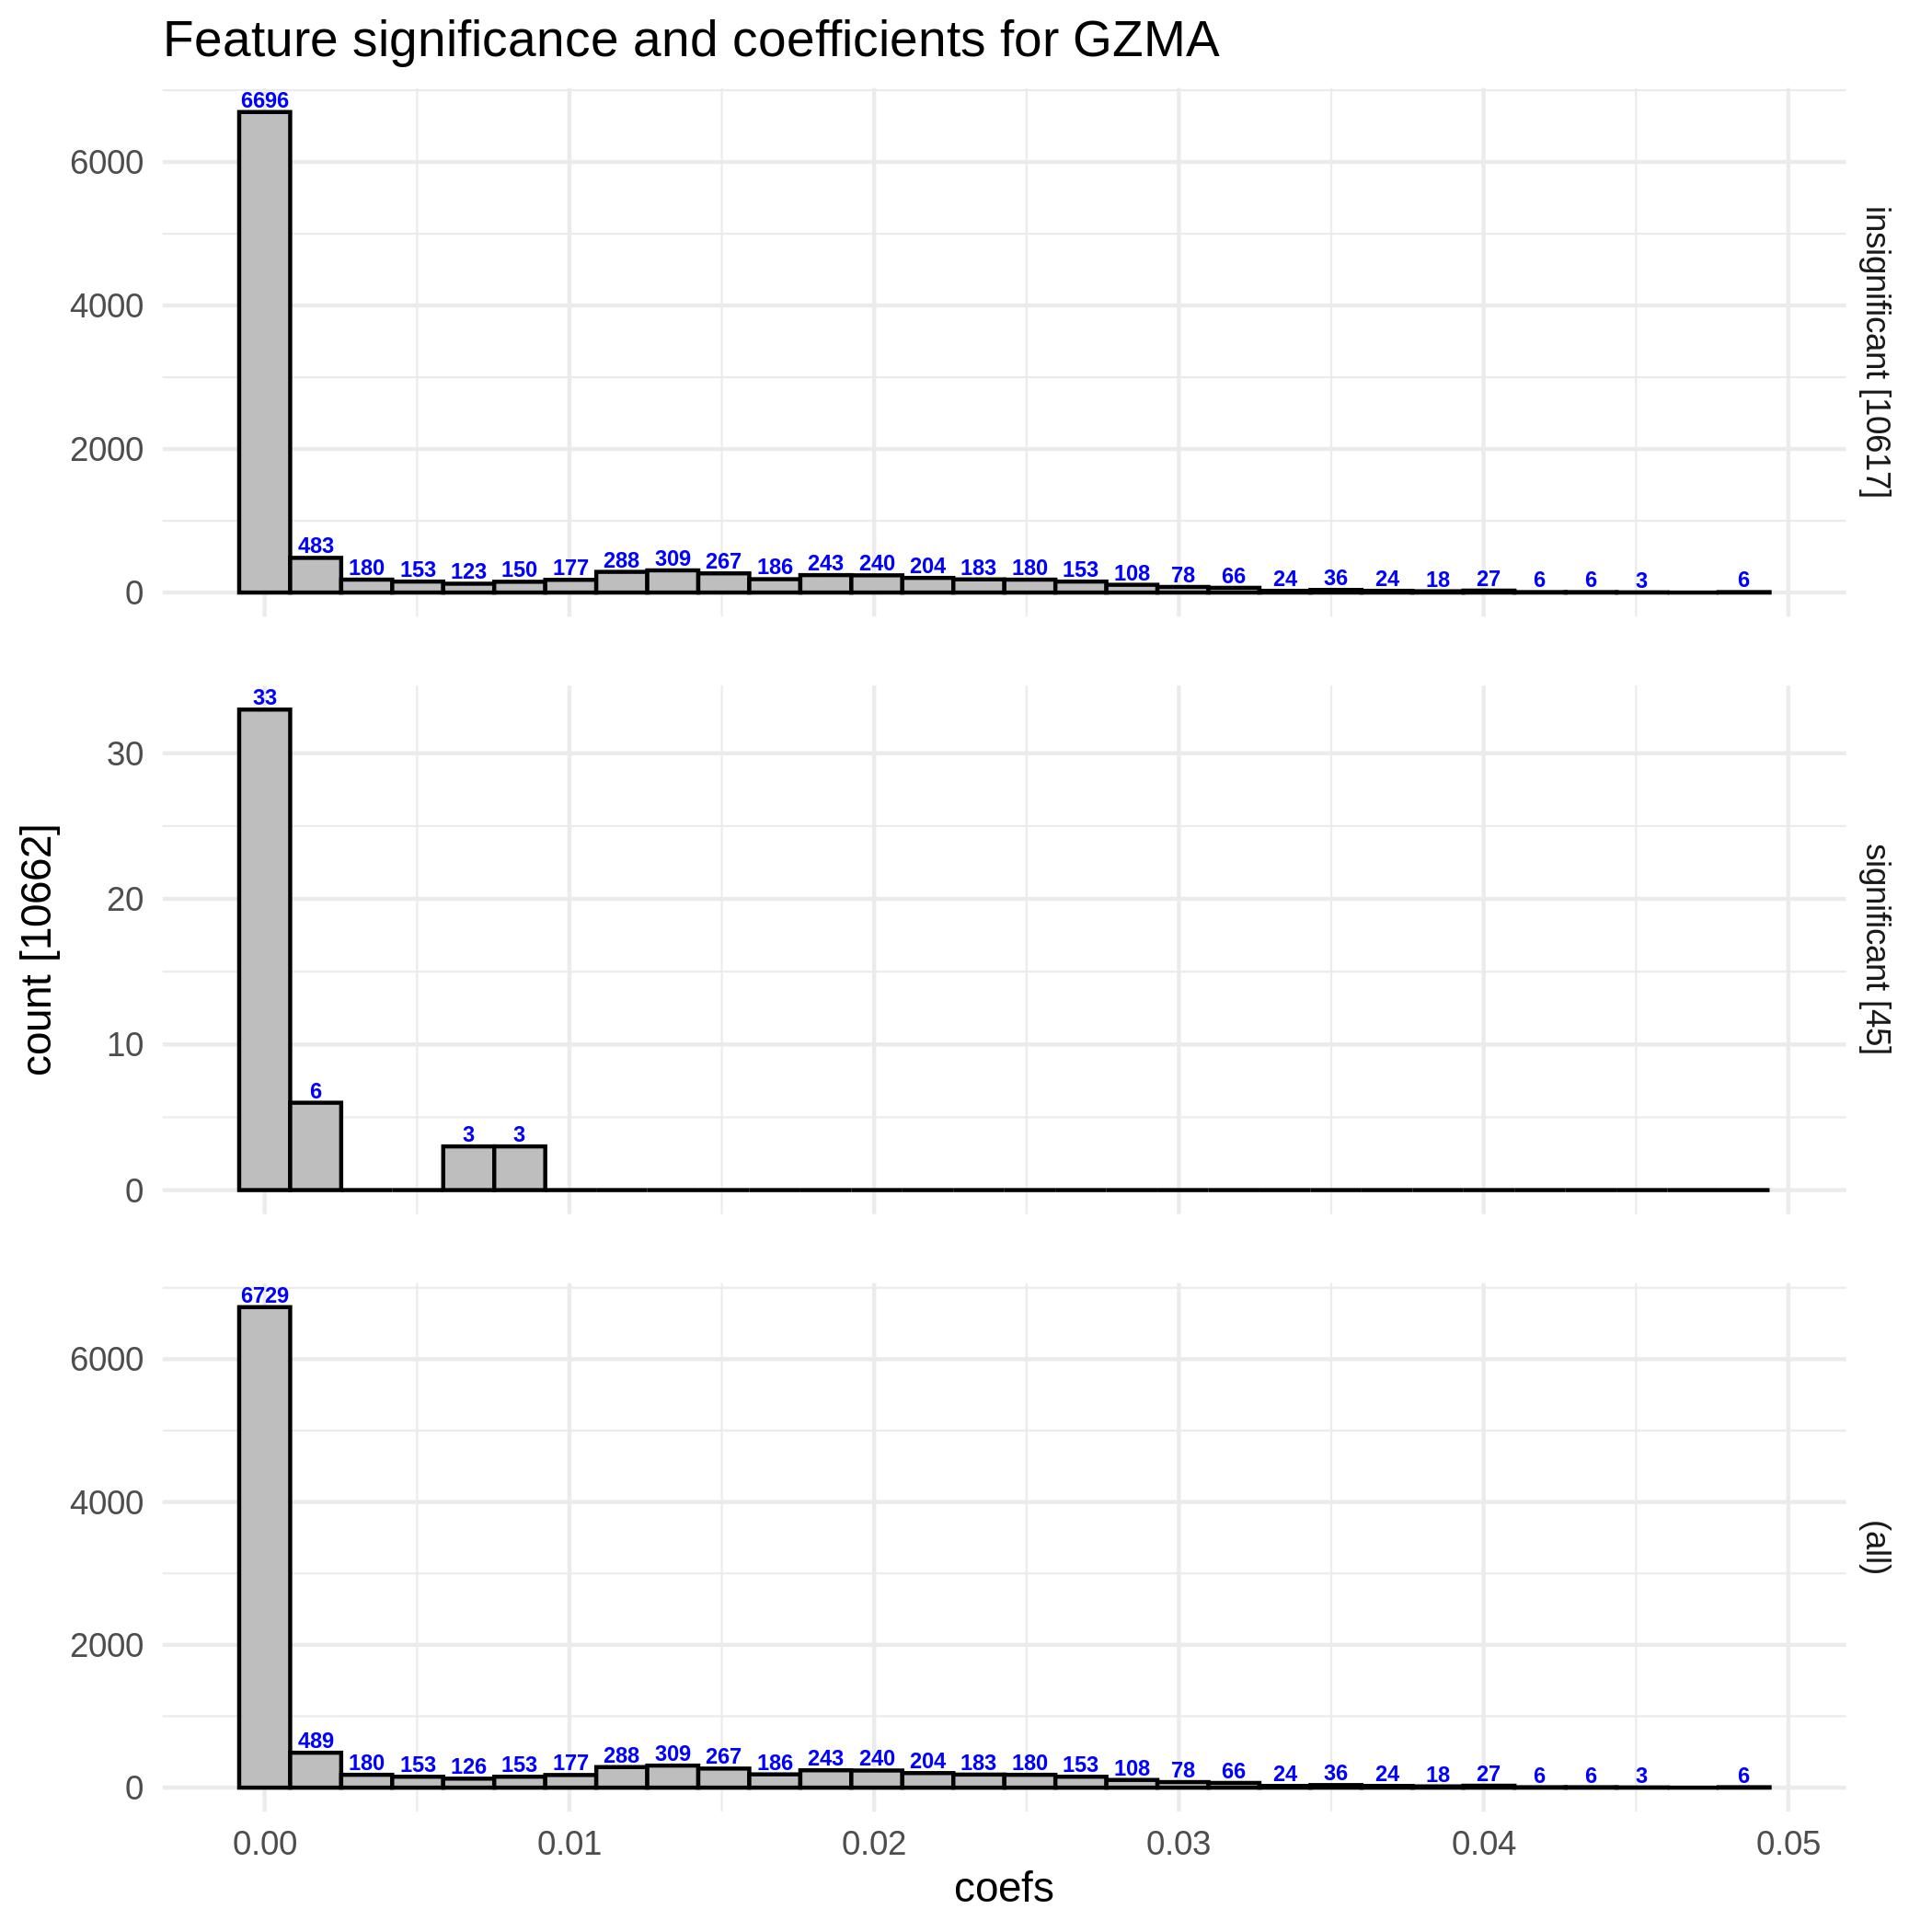 Feature significance and coefficients for GZMA
6696
6000
4000
2000
0
483 180 153 123 150 177 288 309 267 186 243 240 204 183 180 153 108 78 66 24 36 24 18 27 6 6 3 6
insignificant [10617]
33
30
20
10
0
6 3 3
significant [45]
count [10662]
6729
6000
4000
2000
0
489 180 153 126 153 177 288 309 267 186 243 240 204 183 180 153 108 78 66 24 36 24 18 27 6 6 3 6
(all)
0.00 0.01 0.02 0.03 0.04 0.05
coefs